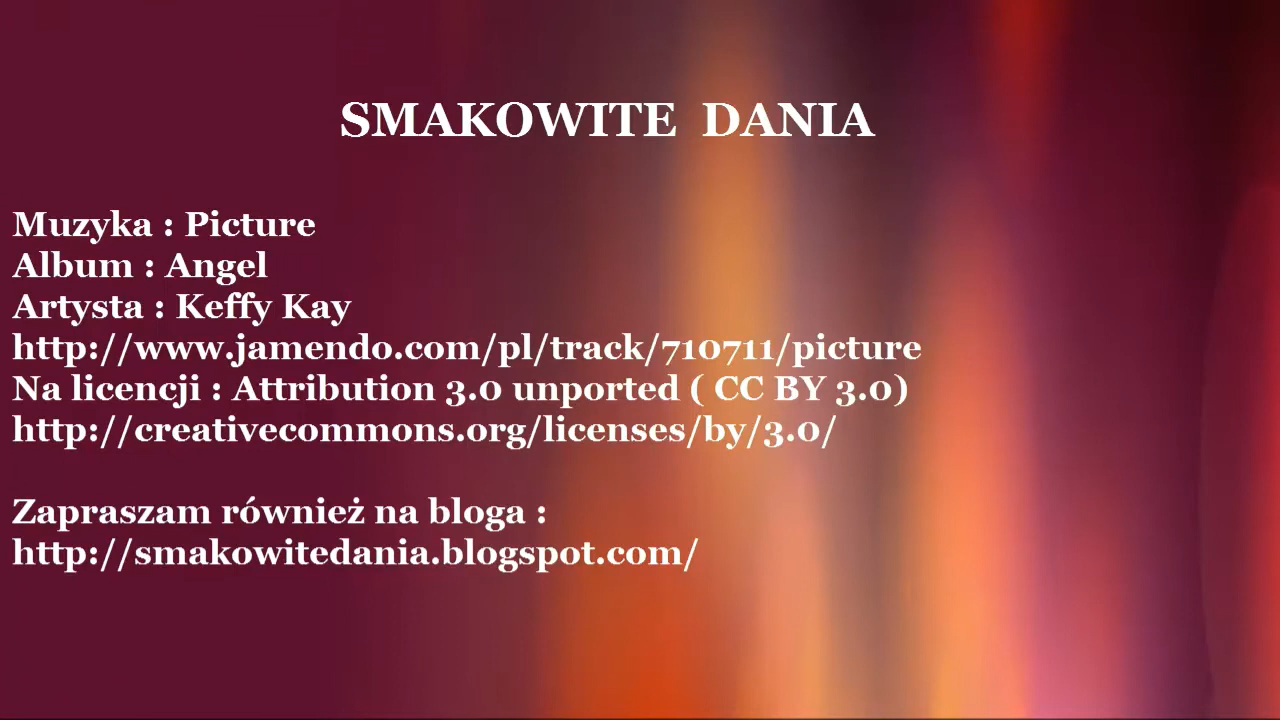 SMAKOWITE DANIA
Muzyka : Picture
Album : Angel
Artysta : Keffy Kay
http://www.jamendo.com/pl/track/710711/picture
Na licencji : Attribution 3.0 unported ( CC BY 3.0)
http://creativecommons.org/licenses/by/3.0/
Zapraszam również na bloga :
http://smakowitedania.blogspot.com/